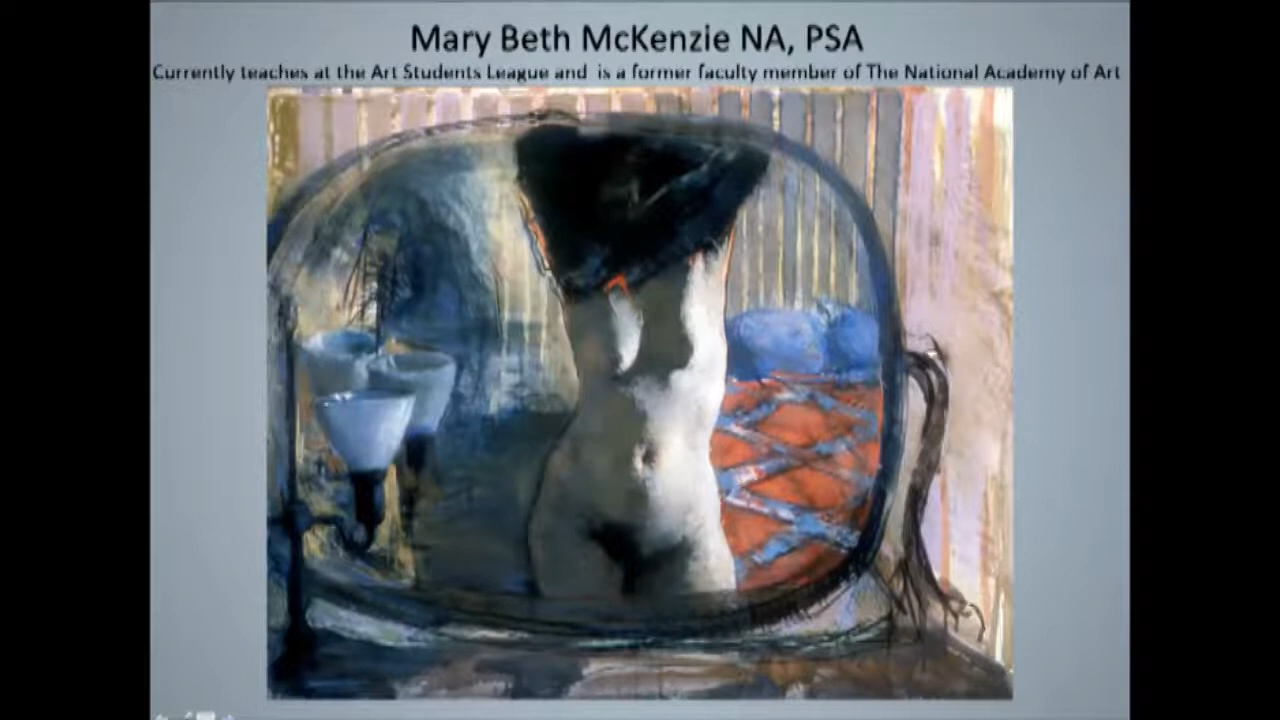 Mary Beth McKenzie NA, PSA
Currently teaches at the Art Students League and is a former faculty member of The National Academy of Art